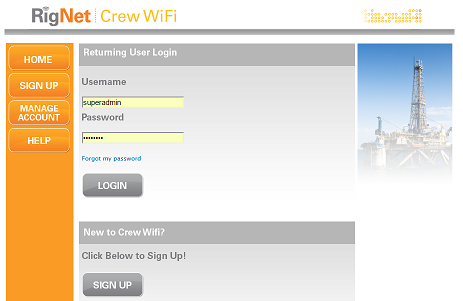 RigNet Crew WiFi
HOME
SIGN UP
MANAGE
ACCOUNT
HELP
Returning User Login
Username
superadmin
Password
••••••••
Forgot my password
LOGIN
New to Crew Wifi?
Click Below to Sign Up!
SIGN UP